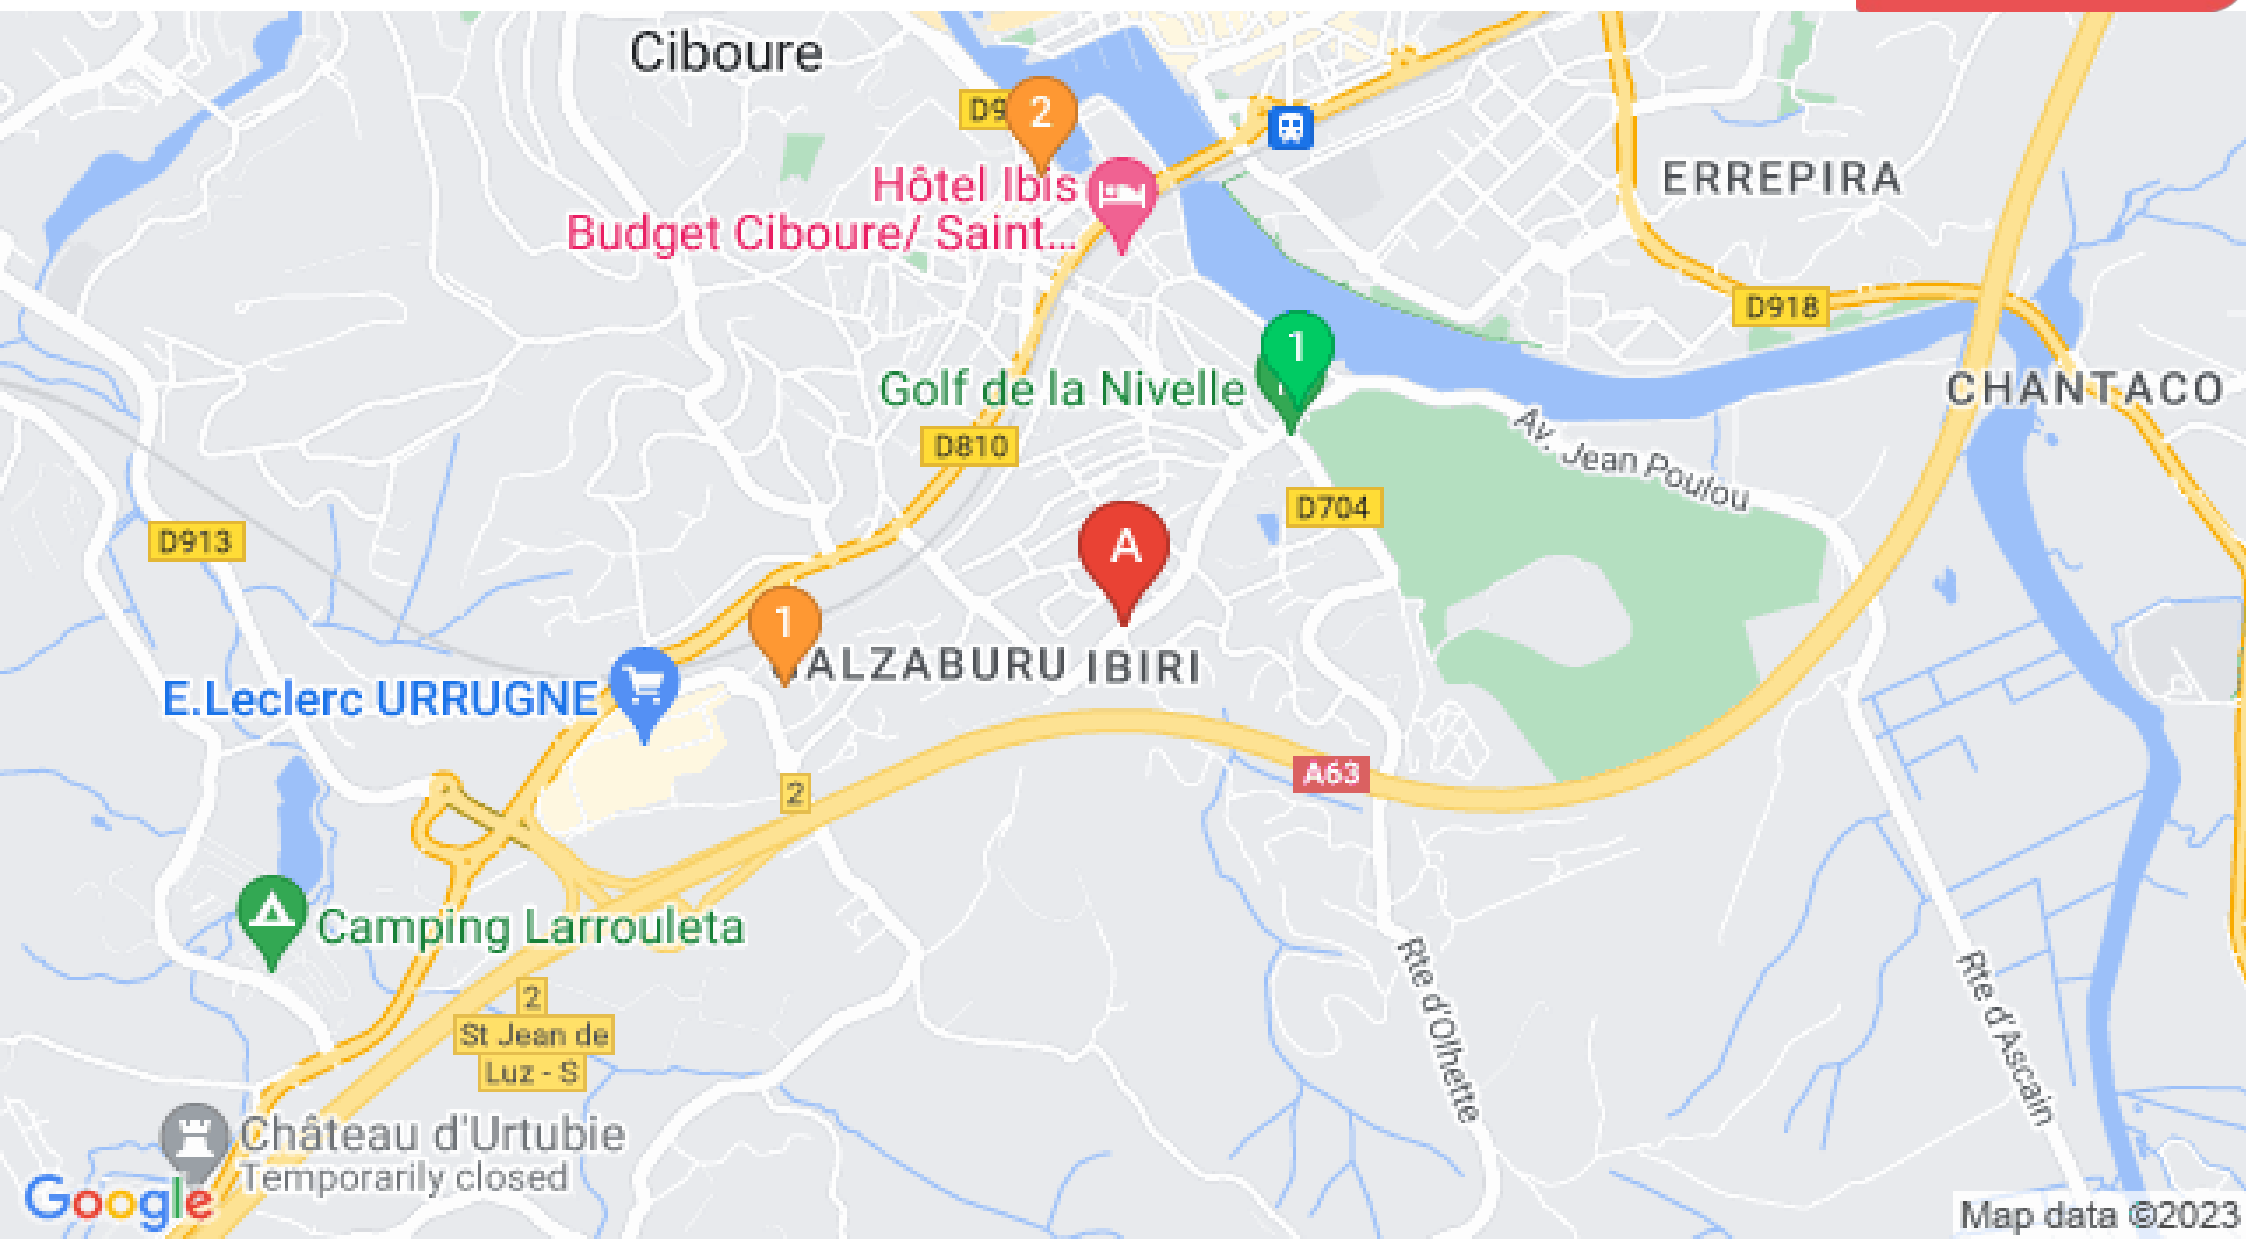 Ciboure
D9
2
Hôtel Ibis
Budget Ciboure/ Saint...
ERREPIRA
D918
1
Golf de la Nivelle
CHANTACO
Av. Jean Poulou
D810
D704
D913
A
1
ALZABURU
IBIRI
E.Leclerc URRUGNE
A63
2
Camping Larrouleta
2
St Jean de
Luz - S
Rte d'Olhette
Rte d'Ascain
Château d'Urtubie
Temporarily closed
Google
Map data ©2023